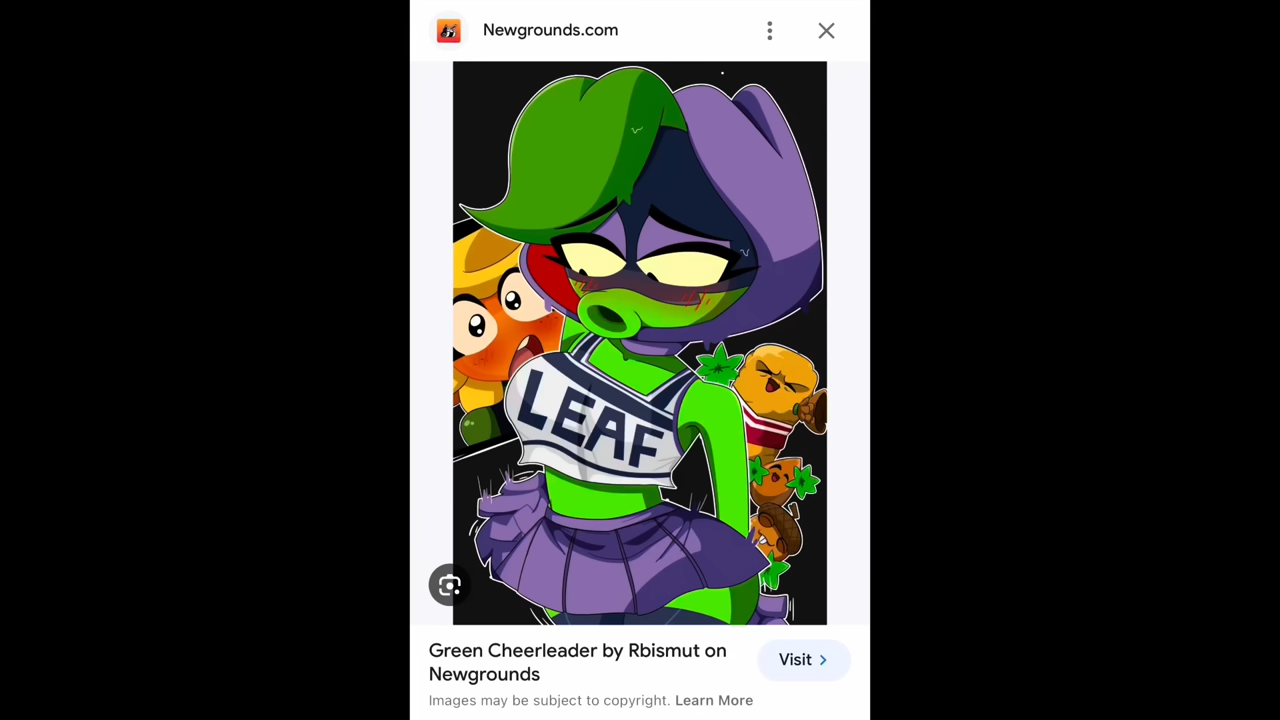 Newgrounds.com
LEAF
Green Cheerleader by Rbismut on
Newgrounds
Visit
Images may be subject to copyright. Learn More